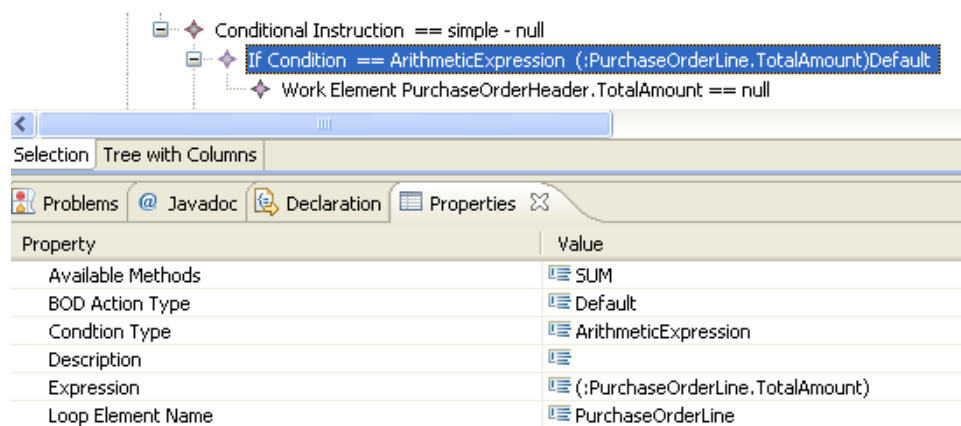 Conditional Instruction == simple - null
If Condition == ArithmeticExpression (:PurchaseOrderLine.TotalAmount)Default
Work Element PurchaseOrderHeader.TotalAmount == null
Selection Tree with Columns
Problems @ Javadoc Declaration Properties
Property Value
Available Methods SUM
BOD Action Type Default
Condtion Type ArithmeticExpression
Description
Expression (:PurchaseOrderLine.TotalAmount)
Loop Element Name PurchaseOrderLine